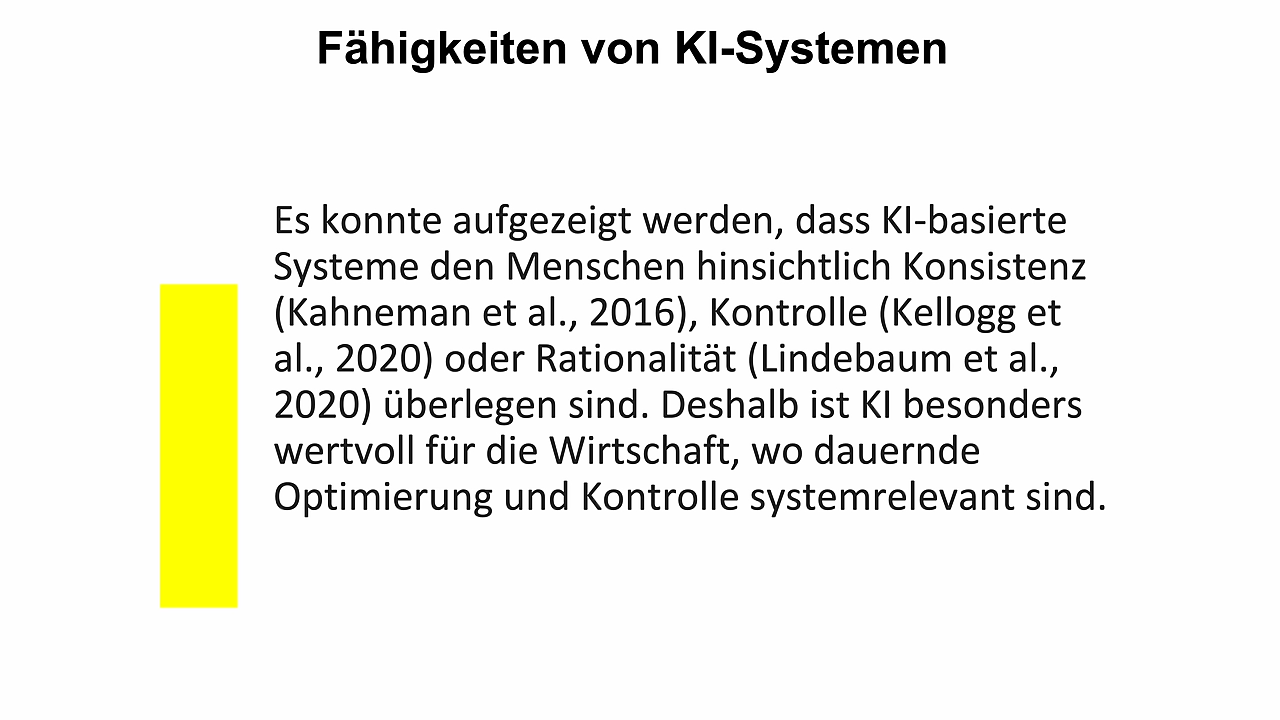 Fähigkeiten von KI-Systemen
Es konnte aufgezeigt werden, dass KI-basierte
Systeme den Menschen hinsichtlich Konsistenz
(Kahneman et al., 2016), Kontrolle (Kellogg et
al., 2020) oder Rationalität (Lindebaum et al.,
2020) überlegen sind. Deshalb ist KI besonders
wertvoll für die Wirtschaft, wo dauernde
Optimierung und Kontrolle systemrelevant sind.